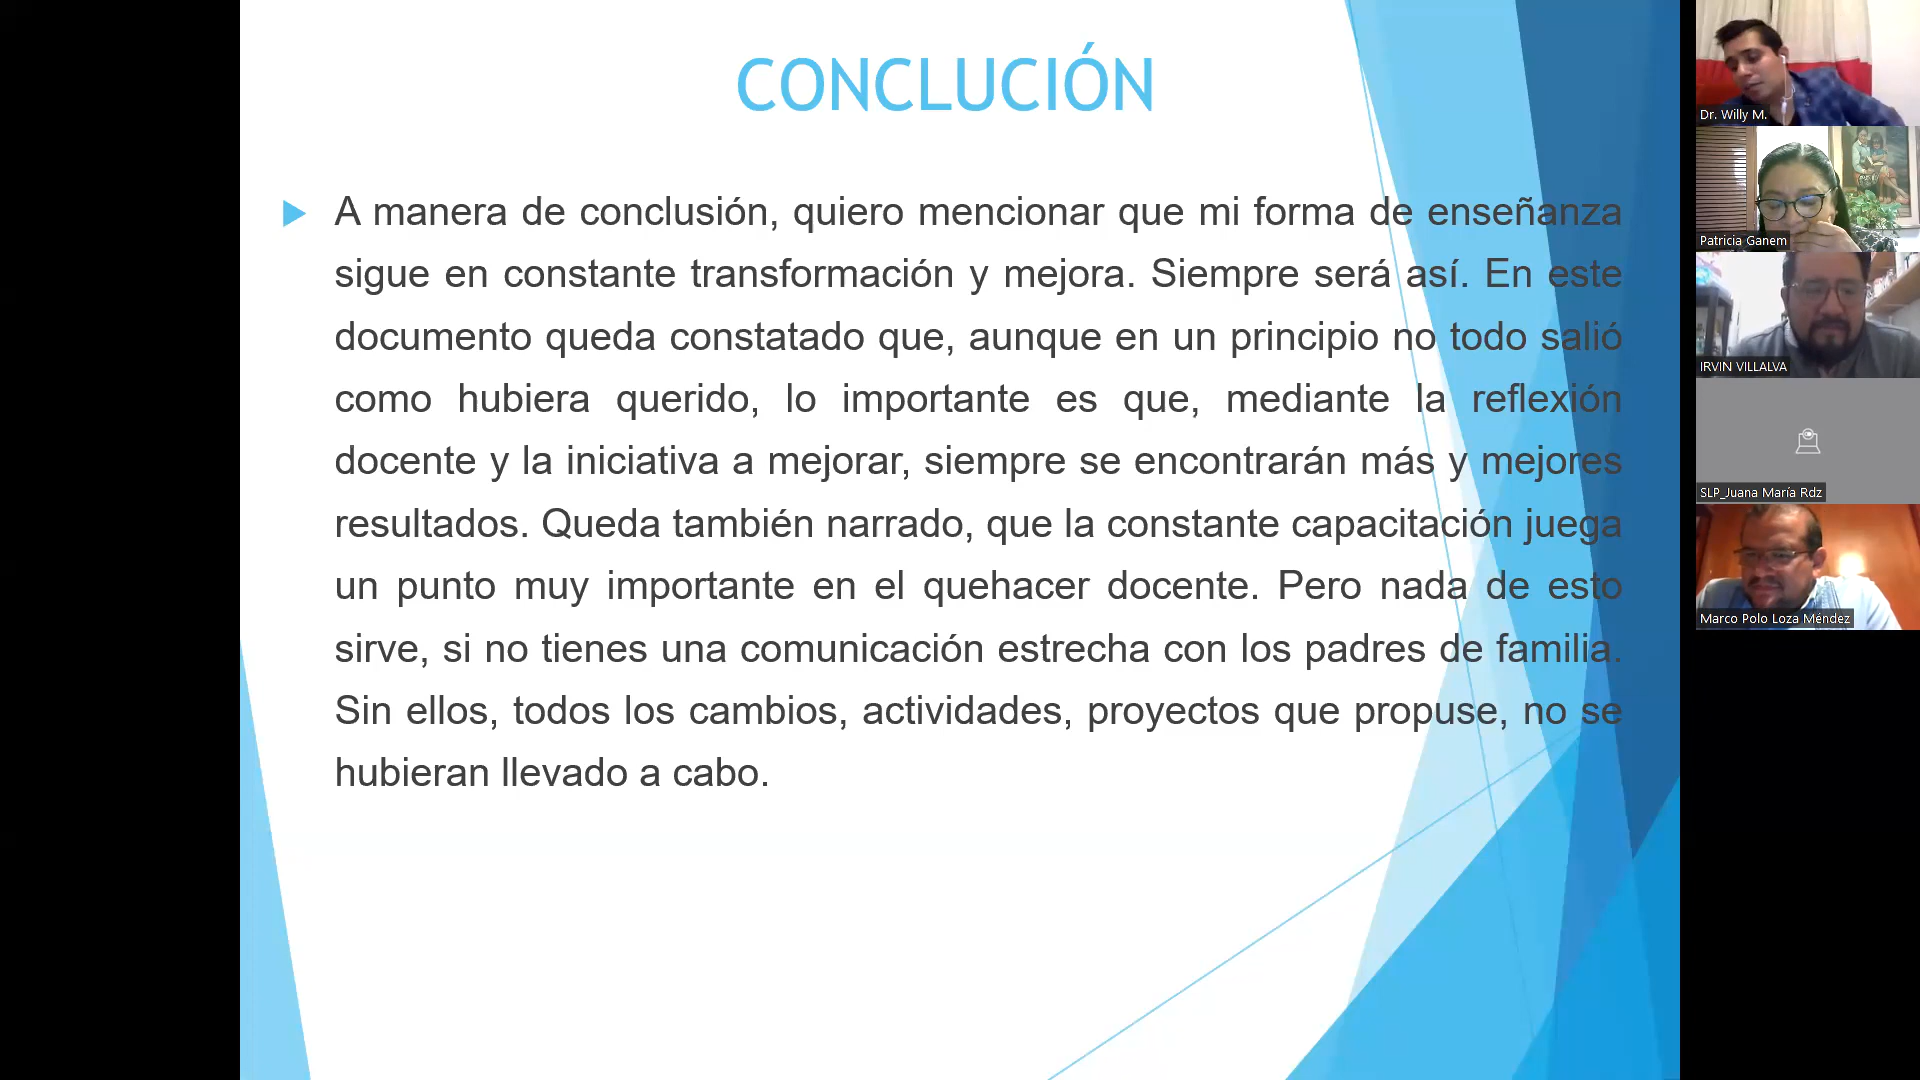 CONCLUCIÓN
A manera de conclusión, quiero mencionar que mi forma de enseñanza
sigue en constante transformación y mejora. Siempre será así. En este
documento queda constatado que, aunque en un principio no todo salió
como hubiera querido, lo importante es que, mediante la reflexión
docente y la iniciativa a mejorar, siempre se encontrarán más y mejores
resultados. Queda también narrado, que la constante capacitación juega
un punto muy importante en el quehacer docente. Pero nada de esto
sirve, si no tienes una comunicación estrecha con los padres de familia.
Sin ellos, todos los cambios, actividades, proyectos que propuse, no se
hubieran llevado a cabo.
Dr. Willy M.
Patricia Ganem
IRVIN VILLALVA
SLP_Juana María Rdz
Marco Polo Loza Méndez